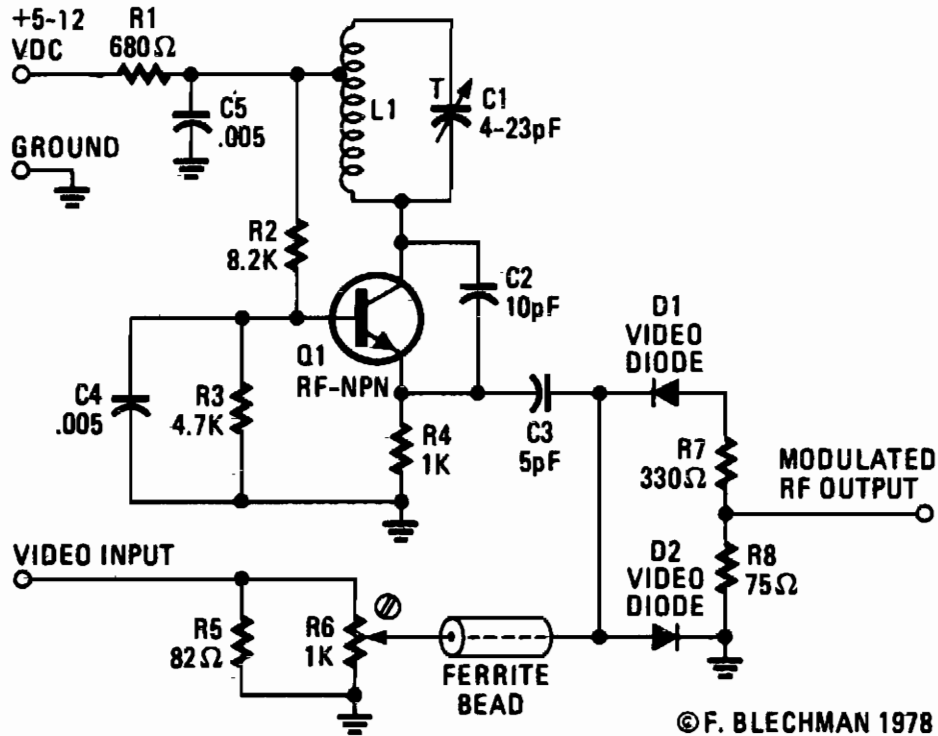 +5-12
VDC
R1
680Ω
C5
.005
GROUND
L1
T
C1
4-23pF
R2
8.2K
C2
10pF
Q1
RF-NPN
D1
VIDEO
DIODE
C4
.005
R3
4.7K
R4
1K
C3
5pF
R7
330Ω
MODULATED
RF OUTPUT
VIDEO INPUT
R5
82Ω
R6
1K
FERRITE
BEAD
D2
VIDEO
DIODE
R8
75Ω
©F. BLECHMAN 1978